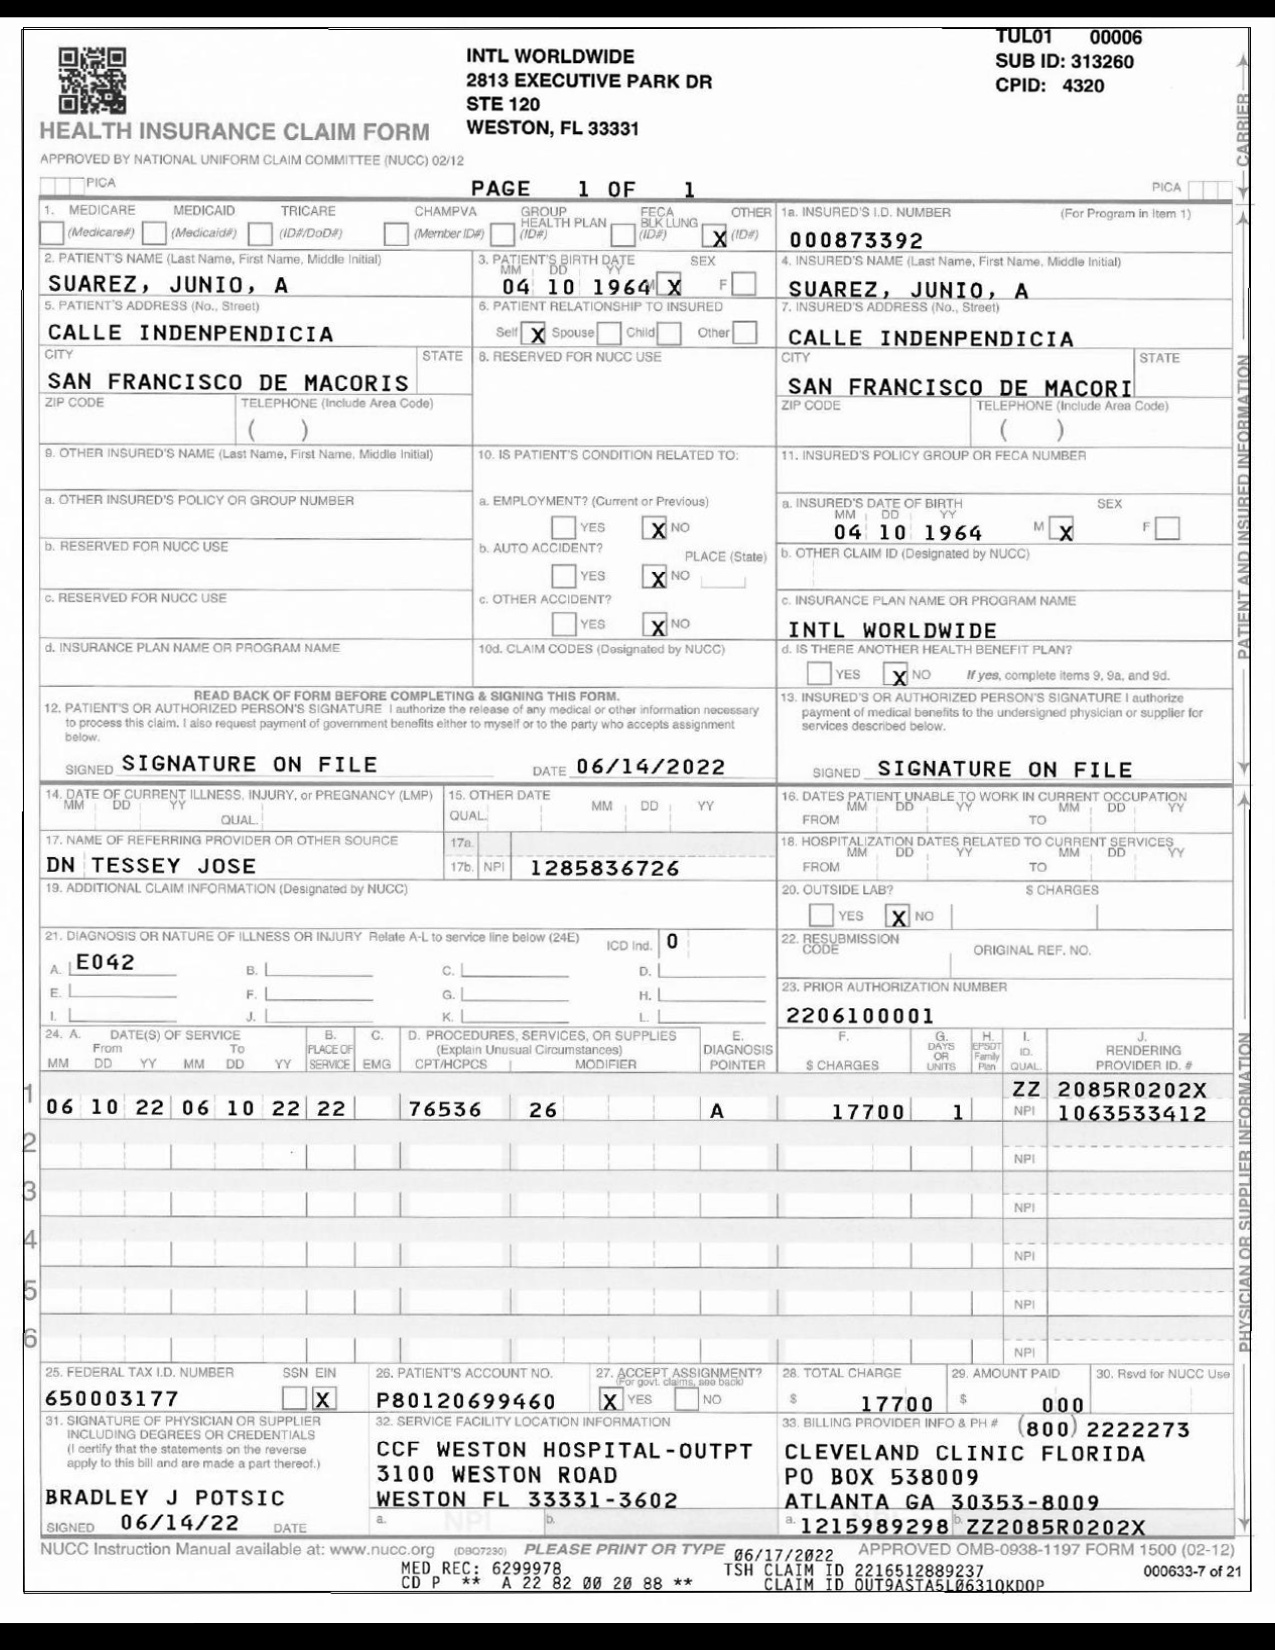 TUL01 00006
INTL WORLDWIDE
SUB ID: 313260
2813 EXECUTIVE PARK DR
CPID: 4320
STE 120
WESTON, FL 33331
HEALTH INSURANCE CLAIM FORM
APPROVED BY NATIONAL UNIFORM CLAIM COMMITTEE (NUCC) 02/12
PICA
PAGE 1 OF 1
PICA
CARRIER
1. MEDICARE MEDICAID TRICARE CHAMPVA GROUP HEALTH PLAN FECA BLK LUNG OTHER
(Medicare#) (Medicaid#) (ID#/DoD#) (Member ID#) (ID#) (ID#) X (ID#)
1a. INSURED'S I.D. NUMBER (For Program in Item 1)
000873392
2. PATIENT'S NAME (Last Name, First Name, Middle Initial)
SUAREZ, JUNIO, A
3. PATIENT'S BIRTH DATE SEX
MM DD YY
04 10 1964 M X F
4. INSURED'S NAME (Last Name, First Name, Middle Initial)
SUAREZ, JUNIO, A
5. PATIENT'S ADDRESS (No., Street)
CALLE INDENPENDICIA
6. PATIENT RELATIONSHIP TO INSURED
Self X Spouse Child Other
7. INSURED'S ADDRESS (No., Street)
CALLE INDENPENDICIA
CITY STATE
SAN FRANCISCO DE MACORIS
8. RESERVED FOR NUCC USE
CITY STATE
SAN FRANCISCO DE MACORI
ZIP CODE TELEPHONE (Include Area Code)
( )
ZIP CODE TELEPHONE (Include Area Code)
( )
9. OTHER INSURED'S NAME (Last Name, First Name, Middle Initial)
10. IS PATIENT'S CONDITION RELATED TO:
11. INSURED'S POLICY GROUP OR FECA NUMBER
a. OTHER INSURED'S POLICY OR GROUP NUMBER
a. EMPLOYMENT? (Current or Previous)
YES X NO
a. INSURED'S DATE OF BIRTH SEX
MM DD YY
04 10 1964 M X F
b. RESERVED FOR NUCC USE
b. AUTO ACCIDENT? PLACE (State)
YES X NO
b. OTHER CLAIM ID (Designated by NUCC)
c. RESERVED FOR NUCC USE
c. OTHER ACCIDENT?
YES X NO
c. INSURANCE PLAN NAME OR PROGRAM NAME
INTL WORLDWIDE
d. INSURANCE PLAN NAME OR PROGRAM NAME
10d. CLAIM CODES (Designated by NUCC)
d. IS THERE ANOTHER HEALTH BENEFIT PLAN?
YES X NO If yes, complete items 9, 9a, and 9d.
READ BACK OF FORM BEFORE COMPLETING & SIGNING THIS FORM.
12. PATIENT'S OR AUTHORIZED PERSON'S SIGNATURE I authorize the release of any medical or other information necessary
to process this claim. I also request payment of government benefits either to myself or to the party who accepts assignment
below.
SIGNED SIGNATURE ON FILE DATE 06/14/2022
13. INSURED'S OR AUTHORIZED PERSON'S SIGNATURE I authorize
payment of medical benefits to the undersigned physician or supplier for
services described below.
SIGNED SIGNATURE ON FILE
PATIENT AND INSURED INFORMATION
14. DATE OF CURRENT ILLNESS, INJURY, or PREGNANCY (LMP)
MM DD YY
QUAL.
15. OTHER DATE
QUAL. MM DD YY
16. DATES PATIENT UNABLE TO WORK IN CURRENT OCCUPATION
MM DD YY MM DD YY
FROM TO
17. NAME OF REFERRING PROVIDER OR OTHER SOURCE
DN TESSEY JOSE
17a.
17b. NPI 1285836726
18. HOSPITALIZATION DATES RELATED TO CURRENT SERVICES
MM DD YY MM DD YY
FROM TO
19. ADDITIONAL CLAIM INFORMATION (Designated by NUCC)
20. OUTSIDE LAB? $ CHARGES
YES X NO
21. DIAGNOSIS OR NATURE OF ILLNESS OR INJURY Relate A-L to service line below (24E) ICD Ind. 0
A. E042 B. C. D.
E. F. G. H.
I. J. K. L.
22. RESUBMISSION CODE ORIGINAL REF. NO.
23. PRIOR AUTHORIZATION NUMBER
2206100001
24. A. DATE(S) OF SERVICE B. C. D. PROCEDURES, SERVICES, OR SUPPLIES E. F. G. H. I. J.
From To PLACE OF (Explain Unusual Circumstances) DIAGNOSIS DAYS OR UNITS EPSDT Family Plan ID. RENDERING
MM DD YY MM DD YY SERVICE EMG CPT/HCPCS MODIFIER POINTER $ CHARGES QUAL. PROVIDER ID. #
ZZ 2085R0202X
1 06 10 22 06 10 22 22 76536 26 A 17700 1 NPI 1063533412
2 NPI
3 NPI
4 NPI
5 NPI
6 NPI
PHYSICIAN OR SUPPLIER INFORMATION
25. FEDERAL TAX I.D. NUMBER SSN EIN
650003177 X
26. PATIENT'S ACCOUNT NO.
P80120699460
27. ACCEPT ASSIGNMENT?
(For govt. claims, see back)
X YES NO
28. TOTAL CHARGE
$ 17700
29. AMOUNT PAID
$ 000
30. Rsvd for NUCC Use
31. SIGNATURE OF PHYSICIAN OR SUPPLIER
INCLUDING DEGREES OR CREDENTIALS
(I certify that the statements on the reverse
apply to this bill and are made a part thereof.)
BRADLEY J POTSIC
SIGNED 06/14/22 DATE
32. SERVICE FACILITY LOCATION INFORMATION
CCF WESTON HOSPITAL-OUTPT
3100 WESTON ROAD
WESTON FL 33331-3602
a. NPI b.
33. BILLING PROVIDER INFO & PH # (800) 2222273
CLEVELAND CLINIC FLORIDA
PO BOX 538009
ATLANTA GA 30353-8009
a. 1215989298 b. ZZ2085R0202X
NUCC Instruction Manual available at: www.nucc.org (DBQ7230) PLEASE PRINT OR TYPE 06/17/2022 APPROVED OMB-0938-1197 FORM 1500 (02-12)
MED REC: 6299978 TSH CLAIM ID 2216512889237 000633-7 of 21
CD P ** A 22 82 00 20 88 ** CLAIM ID OUT9ASTA5L0631QKDOP